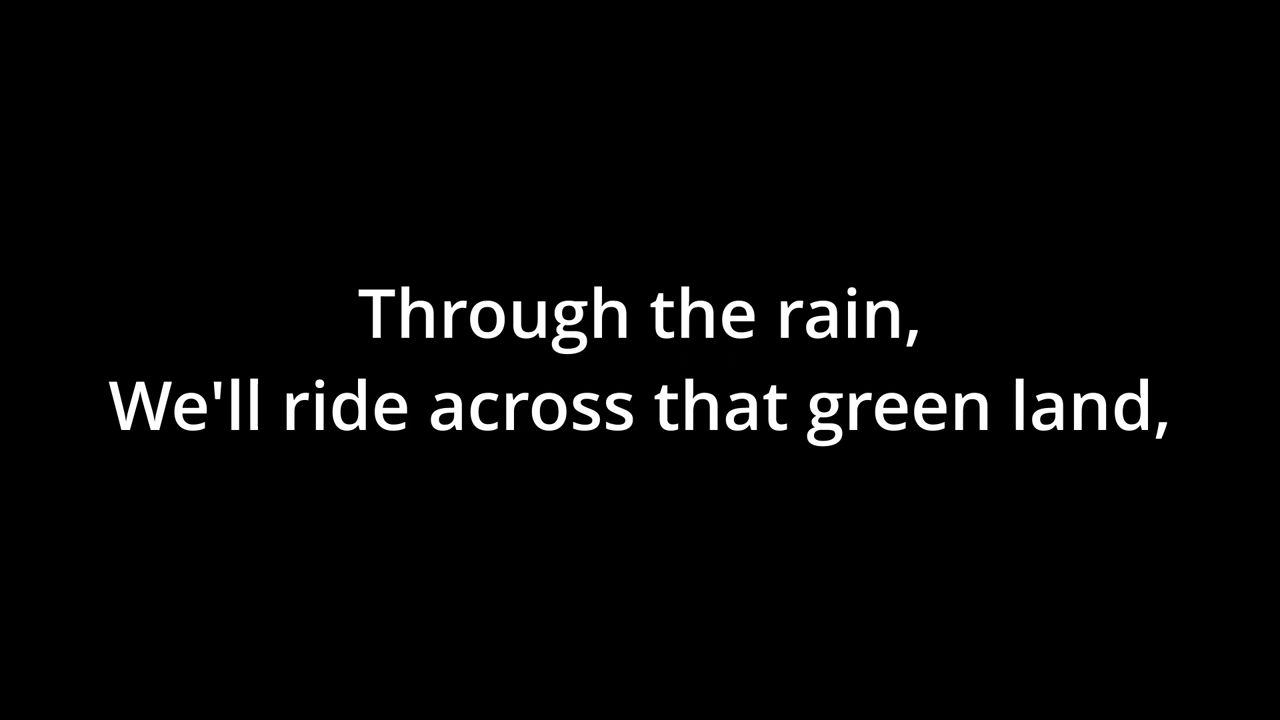 Through the rain,
We'll ride across that green land,